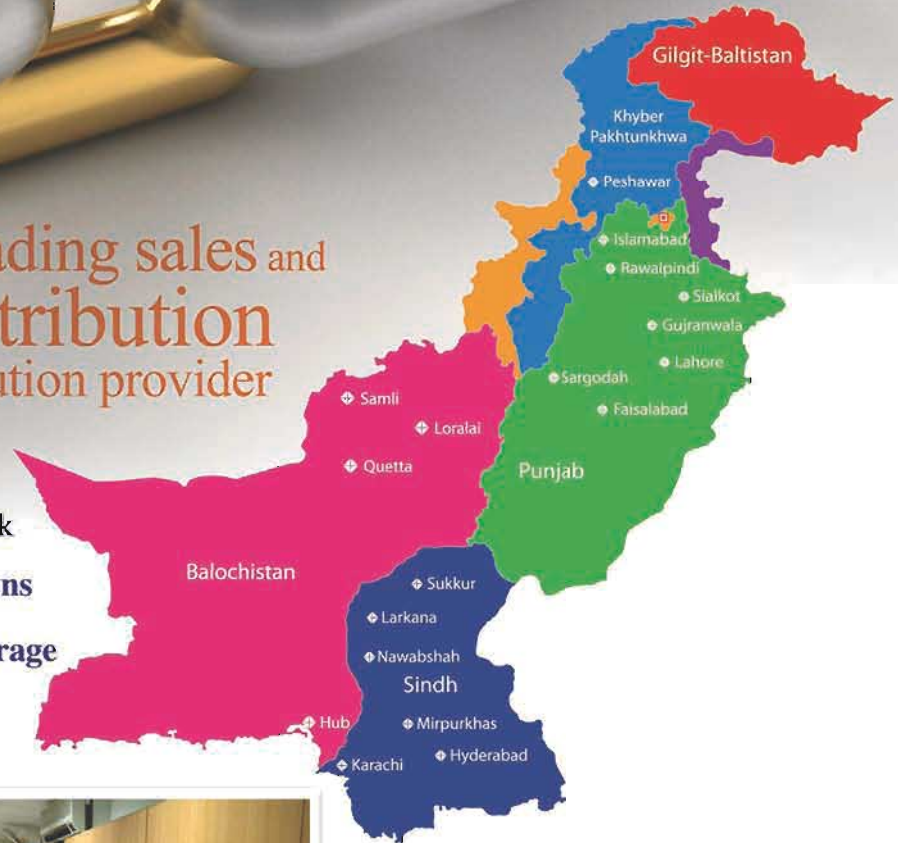 ading sales and
tribution
ution provider
k
ns
rage
Gilgit-Baltistan
Khyber
Pakhtunkhwa
Peshawar
Islamabad
Rawalpindi
Sialkot
Gujranwala
Lahore
Sargodah
Faisalabad
Punjab
Samli
Loralai
Quetta
Balochistan
Sukkur
Larkana
Nawabshah
Sindh
Hub
Mirpurkhas
Hyderabad
Karachi